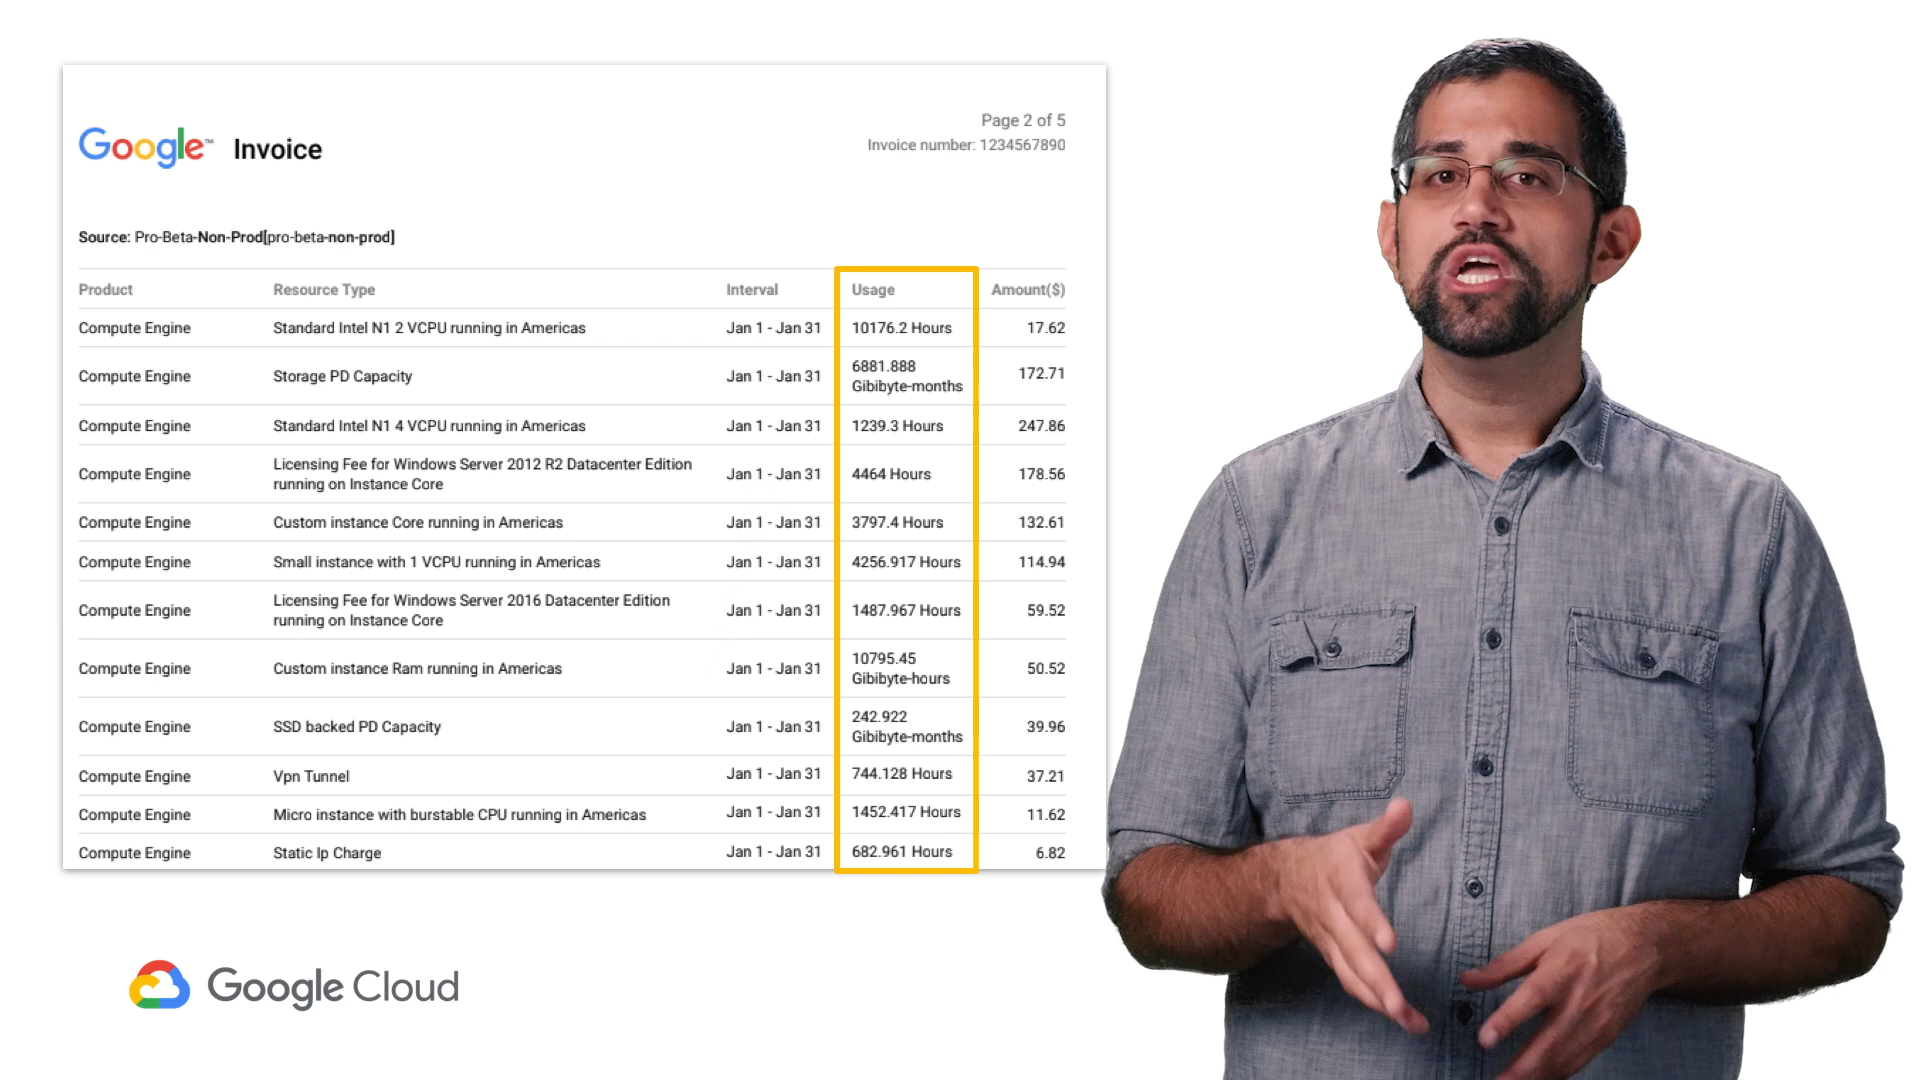 Page 2 of 5
Google™ Invoice
Invoice number: 1234567890
Source: Pro-Beta-Non-Prod[pro-beta-non-prod]
Product Resource Type Interval Usage Amount($)
Compute Engine Standard Intel N1 2 VCPU running in Americas Jan 1 - Jan 31 10176.2 Hours 17.62
Compute Engine Storage PD Capacity Jan 1 - Jan 31 6881.888 Gibibyte-months 172.71
Compute Engine Standard Intel N1 4 VCPU running in Americas Jan 1 - Jan 31 1239.3 Hours 247.86
Compute Engine Licensing Fee for Windows Server 2012 R2 Datacenter Edition running on Instance Core Jan 1 - Jan 31 4464 Hours 178.56
Compute Engine Custom instance Core running in Americas Jan 1 - Jan 31 3797.4 Hours 132.61
Compute Engine Small instance with 1 VCPU running in Americas Jan 1 - Jan 31 4256.917 Hours 114.94
Compute Engine Licensing Fee for Windows Server 2016 Datacenter Edition running on Instance Core Jan 1 - Jan 31 1487.967 Hours 59.52
Compute Engine Custom instance Ram running in Americas Jan 1 - Jan 31 10795.45 Gibibyte-hours 50.52
Compute Engine SSD backed PD Capacity Jan 1 - Jan 31 242.922 Gibibyte-months 39.96
Compute Engine Vpn Tunnel Jan 1 - Jan 31 744.128 Hours 37.21
Compute Engine Micro instance with burstable CPU running in Americas Jan 1 - Jan 31 1452.417 Hours 11.62
Compute Engine Static Ip Charge Jan 1 - Jan 31 682.961 Hours 6.82
Google Cloud